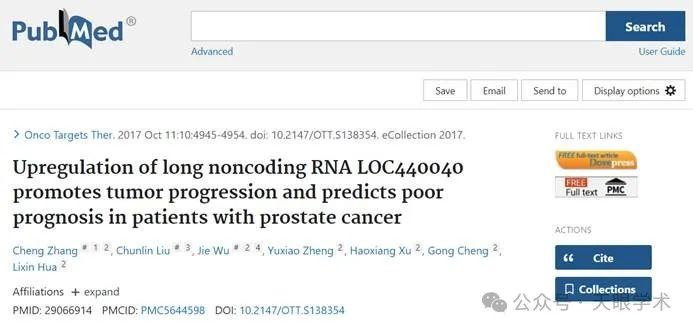 PubMed®
Search
Advanced
User Guide
Save
Email
Send to
Display options
Onco Targets Ther. 2017 Oct 11:10:4945-4954. doi: 10.2147/OTT.S138354. eCollection 2017.
Upregulation of long noncoding RNA LOC440040
promotes tumor progression and predicts poor
prognosis in patients with prostate cancer
Cheng Zhang # 1 2, Chunlin Liu # 3, Jie Wu # 2 4, Yuxiao Zheng 2, Haoxiang Xu 2, Gong Cheng 2,
Lixin Hua 2
Affiliations + expand
PMID: 29066914 PMCID: PMC5644598 DOI: 10.2147/OTT.S138354
FULL TEXT LINKS
FREE full-text article
Dovepress
FREE
Full text
PMC
ACTIONS
Cite
Collections
公众号 · 天眼学术